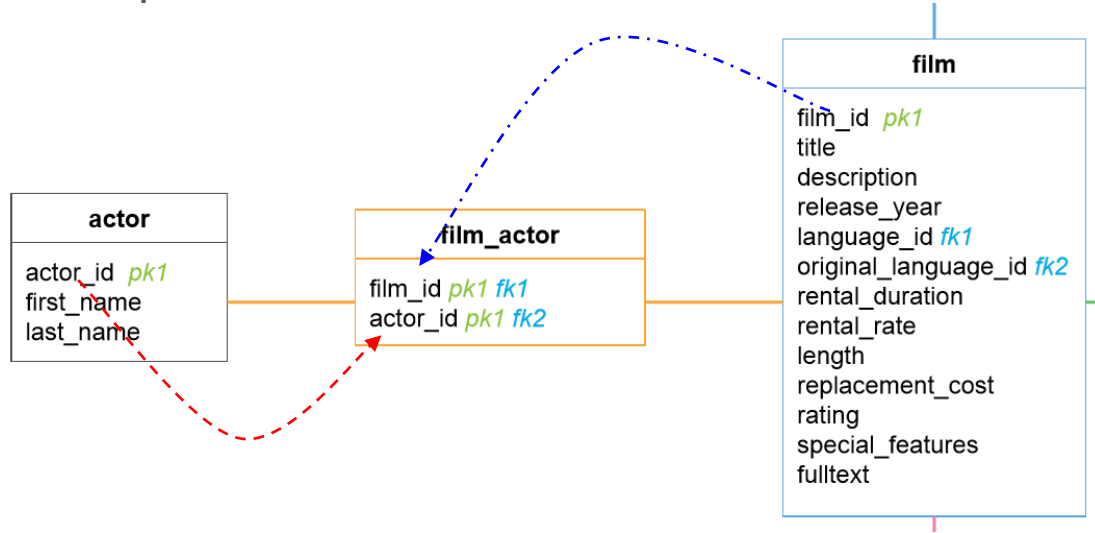 actor
actor_id pk1
first_name
last_name
film_actor
film_id pk1 fk1
actor_id pk1 fk2
film
film_id pk1
title
description
release_year
language_id fk1
original_language_id fk2
rental_duration
rental_rate
length
replacement_cost
rating
special_features
fulltext